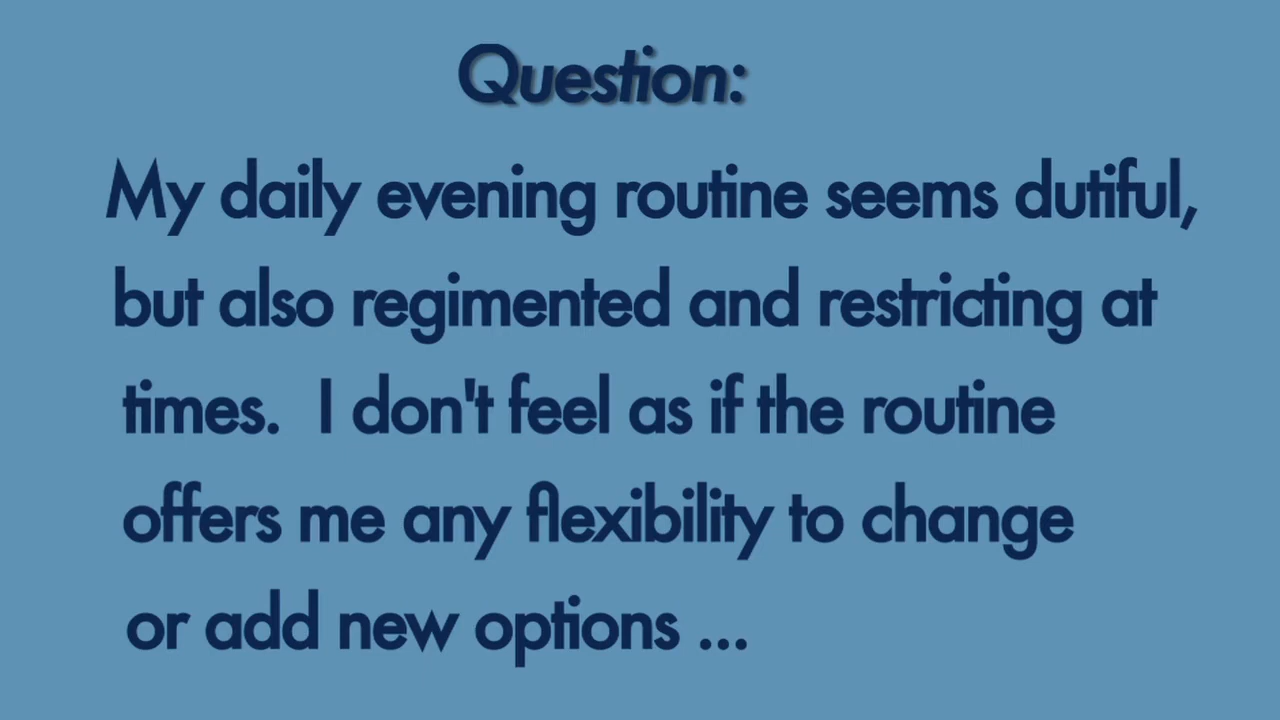 Question:
My daily evening routine seems dutiful,
but also regimented and restricting at
times.  I don't feel as if the routine
offers me any flexibility to change
or add new options ...